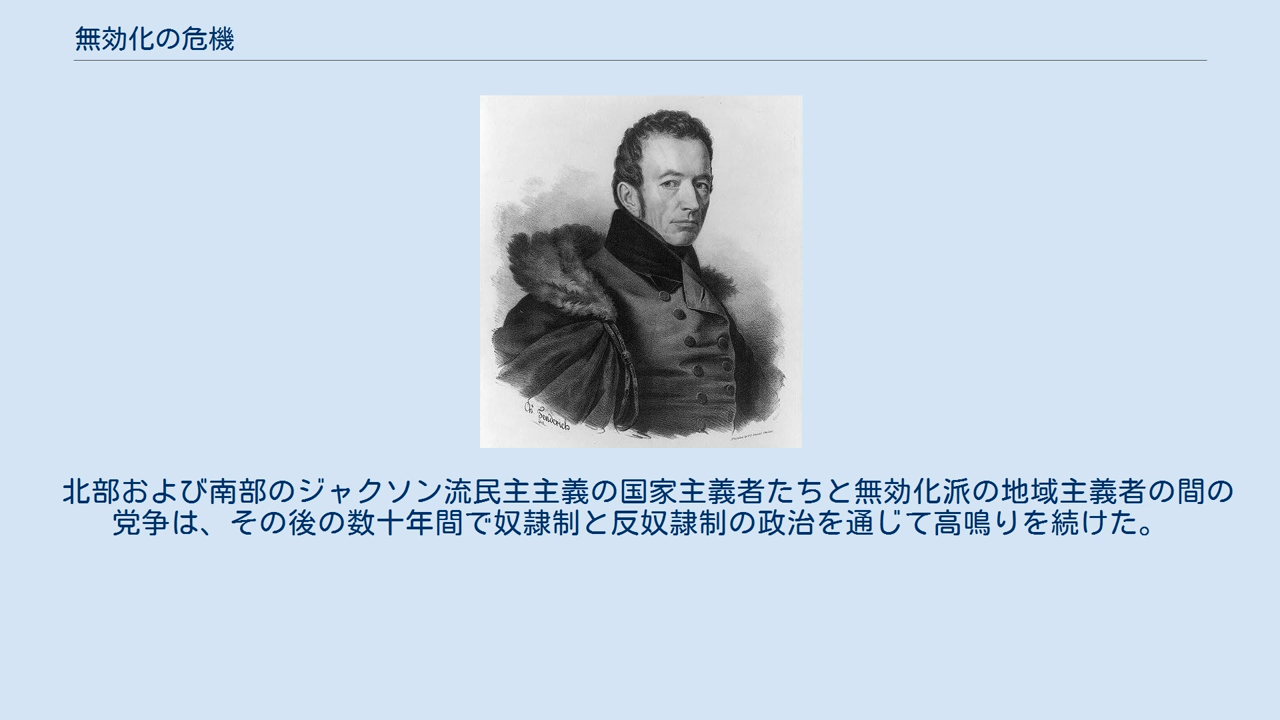 無効化の危機
北部および南部のジャクソン流民主主義の国家主義者たちと無効化派の地域主義者の間の
党争は、その後の数十年間で奴隷制と反奴隷制の政治を通じて高鳴りを続けた。